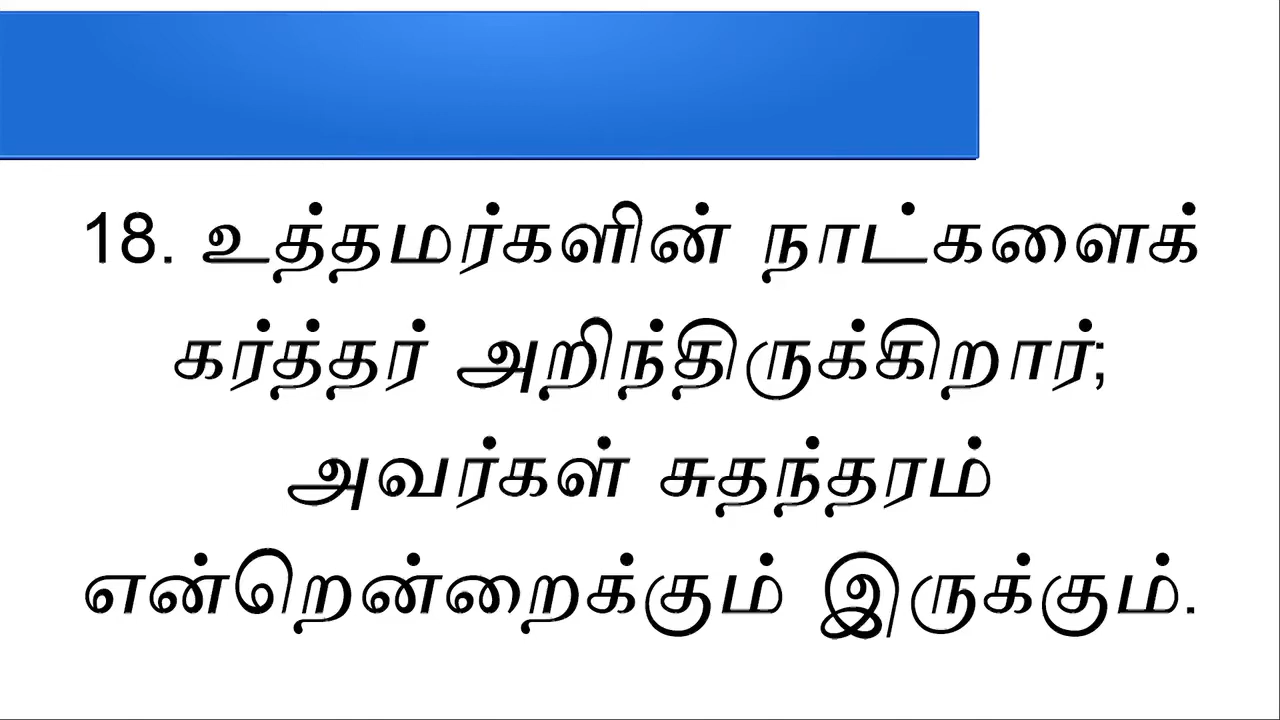 18. உத்தமர்களின் நாட்களைக்
கர்த்தர் அறிந்திருக்கிறார்;
அவர்கள் சுதந்தரம்
என்றென்றைக்கும் இருக்கும்.